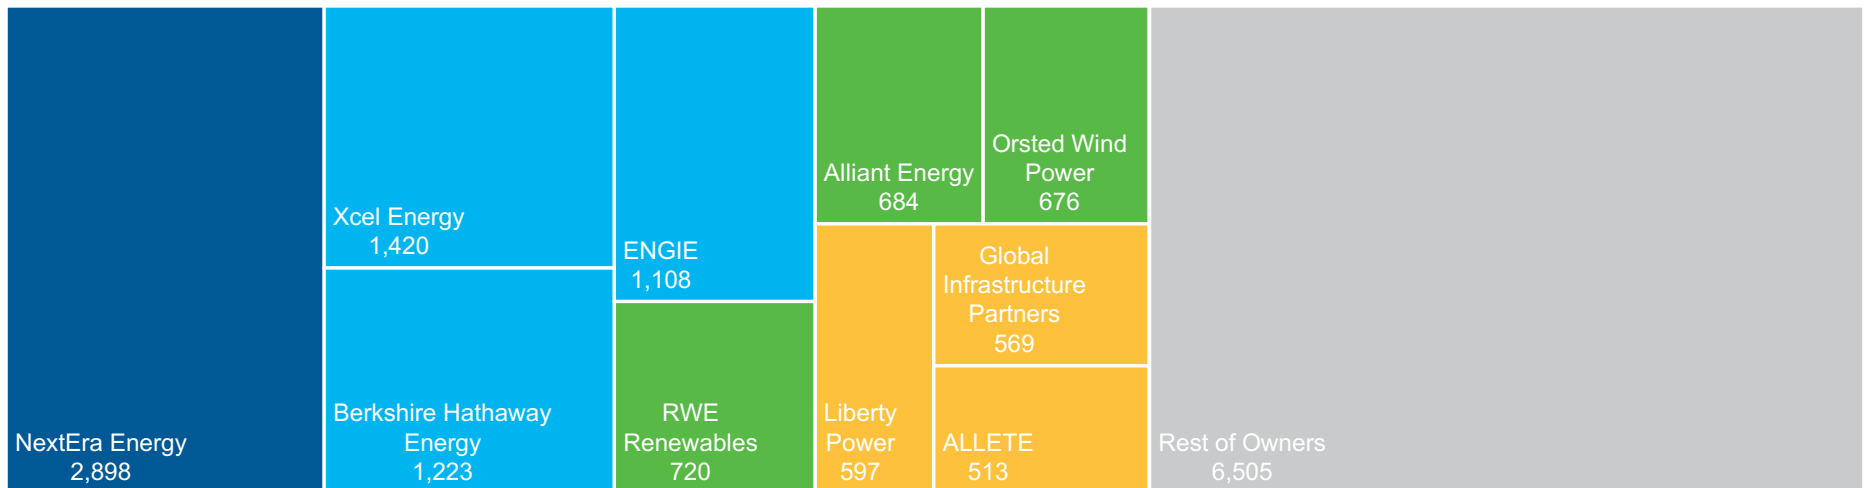 NextEra Energy
2,898
Xcel Energy
1,420
Berkshire Hathaway
Energy
1,223
ENGIE
1,108
RWE
Renewables
720
Alliant Energy
684
Orsted Wind
Power
676
Liberty
Power
597
Global
Infrastructure
Partners
569
ALLETE
513
Rest of Owners
6,505